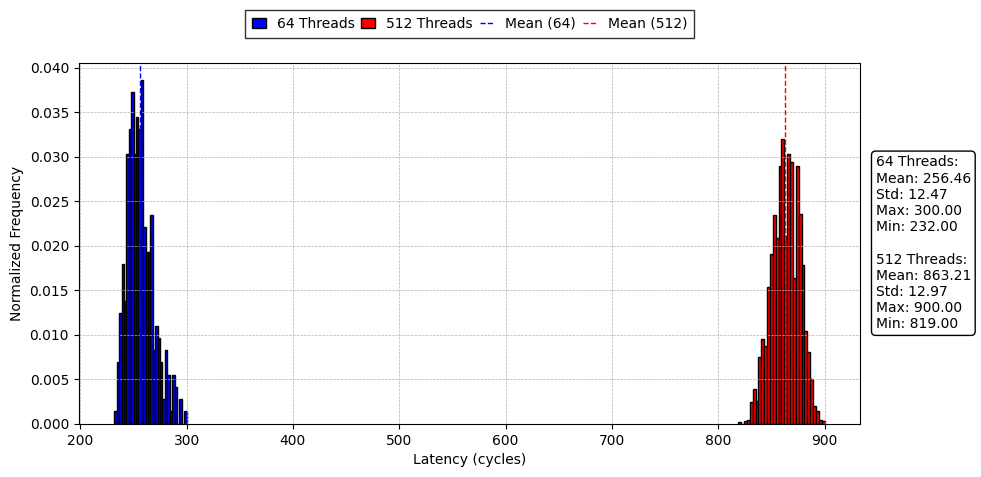 64 Threads 512 Threads Mean (64) Mean (512)
0.040
0.035
0.030
0.025
0.020
0.015
0.010
0.005
0.000
Normalized Frequency
200 300 400 500 600 700 800 900
Latency (cycles)
64 Threads:
Mean: 256.46
Std: 12.47
Max: 300.00
Min: 232.00
512 Threads:
Mean: 863.21
Std: 12.97
Max: 900.00
Min: 819.00